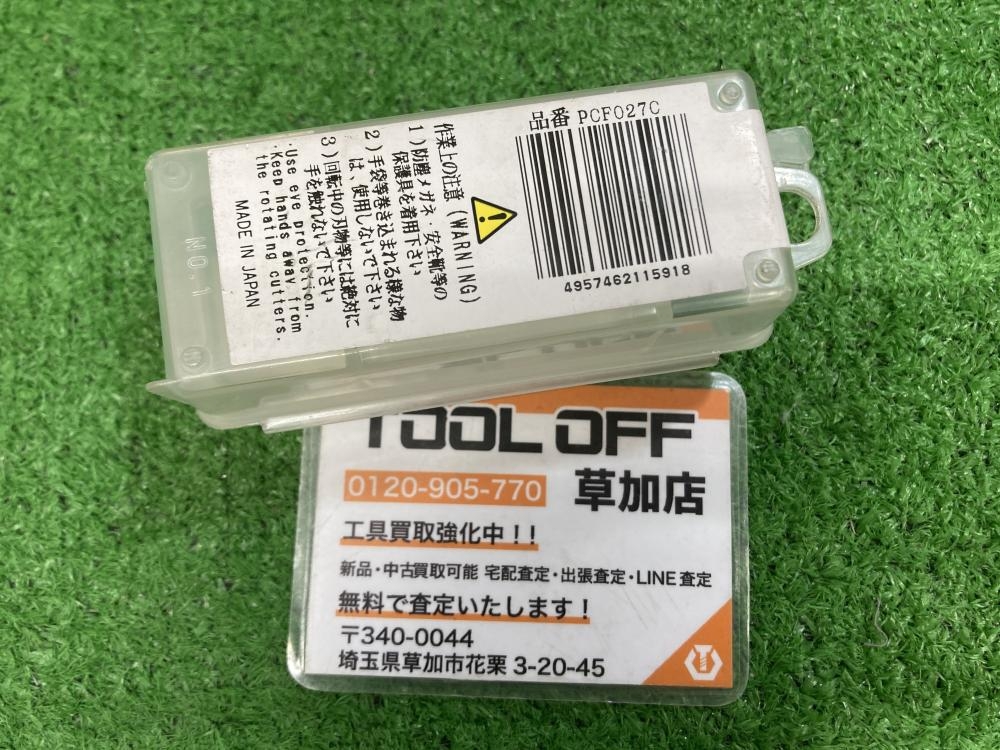 品番 PCF027C
4957462115918
作業上の注意 (WARNING)
1)防塵メガネ・安全靴等の
保護具を着用下さい
2)手袋等巻き込まれる様な物
は、使用しないで下さい
3)回転中の刃物等には絶対に
手を触れないで下さい
·Use eye protection.
·Keep hands away from
the rotating cutters.
MADE IN JAPAN
NO.1
TOOL OFF
0120-905-770 草加店
工具買取強化中!!
新品・中古買取可能 宅配査定・出張査定・LINE査定
無料で査定いたします!
〒340-0044
埼玉県草加市花栗 3-20-45